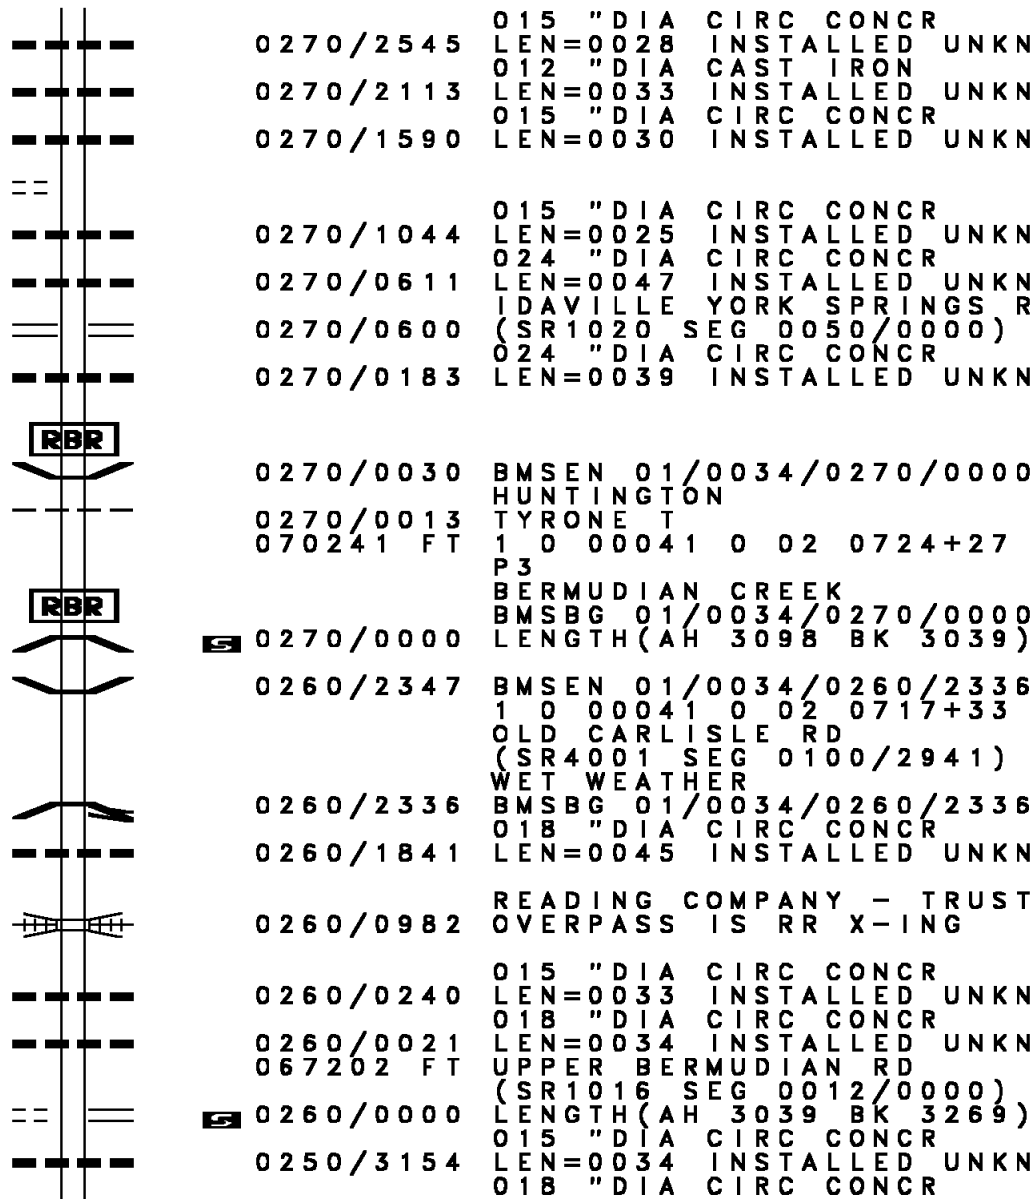 015 "DIA CIRC CONCR
0270/2545 LEN=0028 INSTALLED UNKN
012 "DIA CAST IRON
0270/2113 LEN=0033 INSTALLED UNKN
015 "DIA CIRC CONCR
0270/1590 LEN=0030 INSTALLED UNKN
015 "DIA CIRC CONCR
0270/1044 LEN=0025 INSTALLED UNKN
024 "DIA CIRC CONCR
0270/0611 LEN=0047 INSTALLED UNKN
IDAVILLE YORK SPRINGS R
0270/0600 (SR1020 SEG 0050/0000)
024 "DIA CIRC CONCR
0270/0183 LEN=0039 INSTALLED UNKN
RBR
0270/0030 BMSEN 01/0034/0270/0000
HUNTINGTON
0270/0013 TYRONE T
070241 FT 1 0 00041 0 02 0724+27
P3
BERMUDIAN CREEK
RBR BMSBG 01/0034/0270/0000
S 0270/0000 LENGTH(AH 3098 BK 3039)
0260/2347 BMSEN 01/0034/0260/2336
1 0 00041 0 02 0717+33
OLD CARLISLE RD
(SR4001 SEG 0100/2941)
WET WEATHER
0260/2336 BMSBG 01/0034/0260/2336
018 "DIA CIRC CONCR
0260/1841 LEN=0045 INSTALLED UNKN
READING COMPANY - TRUST
0260/0982 OVERPASS IS RR X-ING
015 "DIA CIRC CONCR
0260/0240 LEN=0033 INSTALLED UNKN
018 "DIA CIRC CONCR
0260/0021 LEN=0034 INSTALLED UNKN
067202 FT UPPER BERMUDIAN RD
(SR1016 SEG 0012/0000)
S 0260/0000 LENGTH(AH 3039 BK 3269)
015 "DIA CIRC CONCR
0250/3154 LEN=0034 INSTALLED UNKN
018 "DIA CIRC CONCR